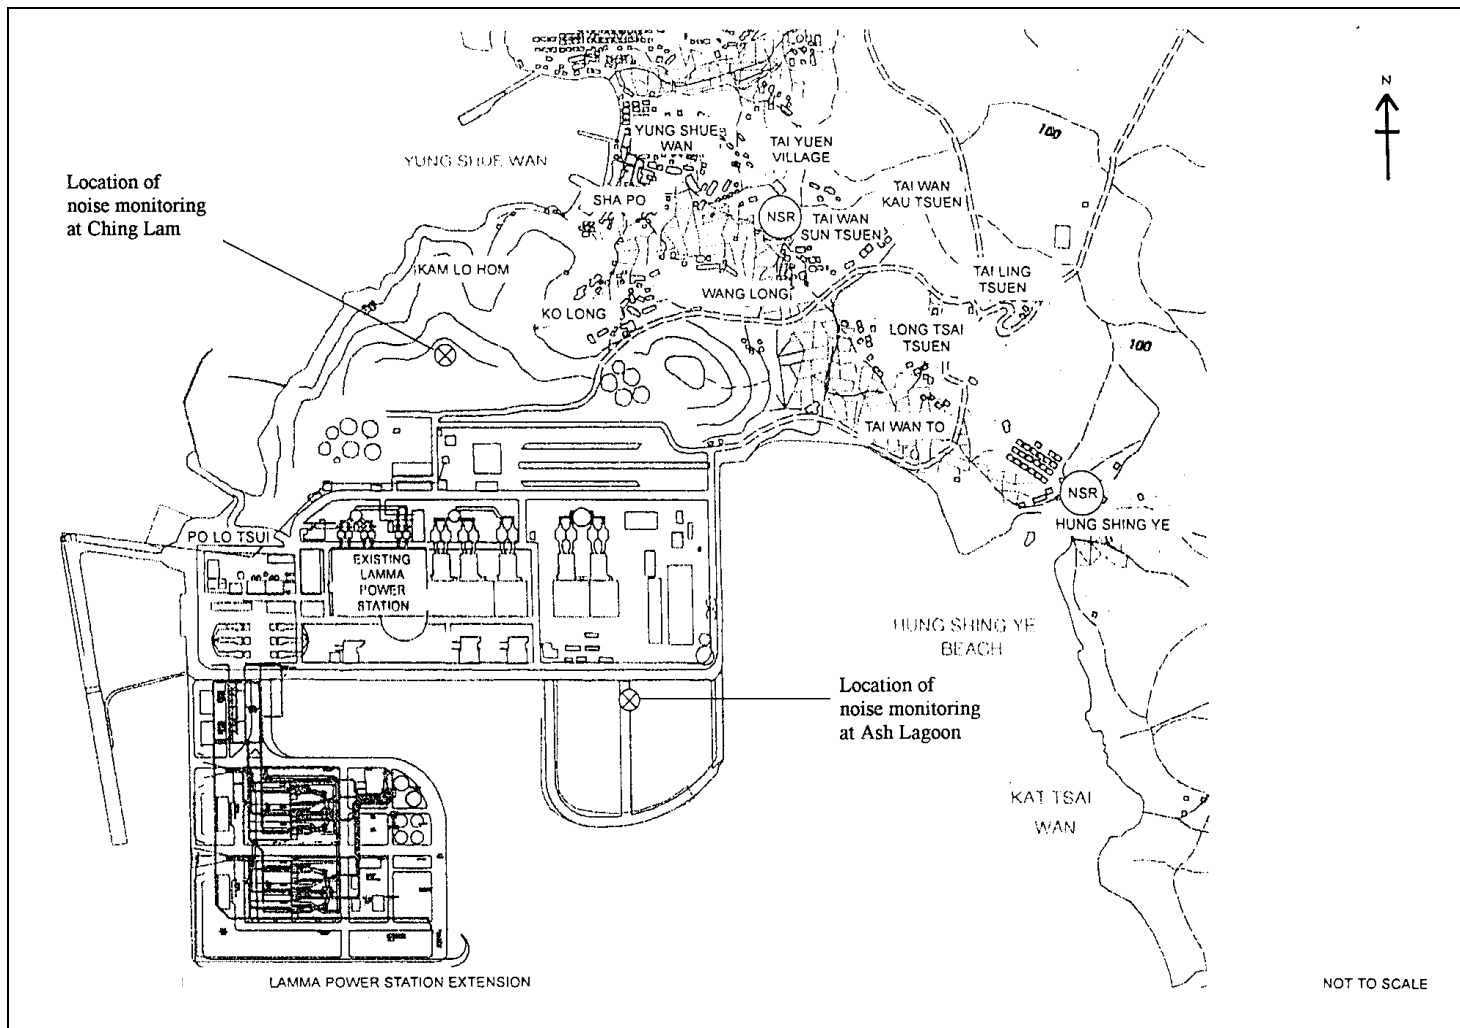 N
100
YUNG SHUE
WAN
TAI YUEN
VILLAGE
YUNG SHUE WAN
Location of
noise monitoring
at Ching Lam
TAI WAN
KAU TSUEN
SHA PO
NSR
TAI WAN
SUN TSUEN
KAM LO HOM
TAI LING
TSUEN
WANG LONG
KO LONG
LONG TSAI
TSUEN
100
TAI WAN TO
NSR
HUNG SHING YE
PO LO TSUI
EXISTING
LAMMA
POWER
STATION
HUNG SHING YE
BEACH
Location of
noise monitoring
at Ash Lagoon
KAT TSAI
WAN
LAMMA POWER STATION EXTENSION
NOT TO SCALE